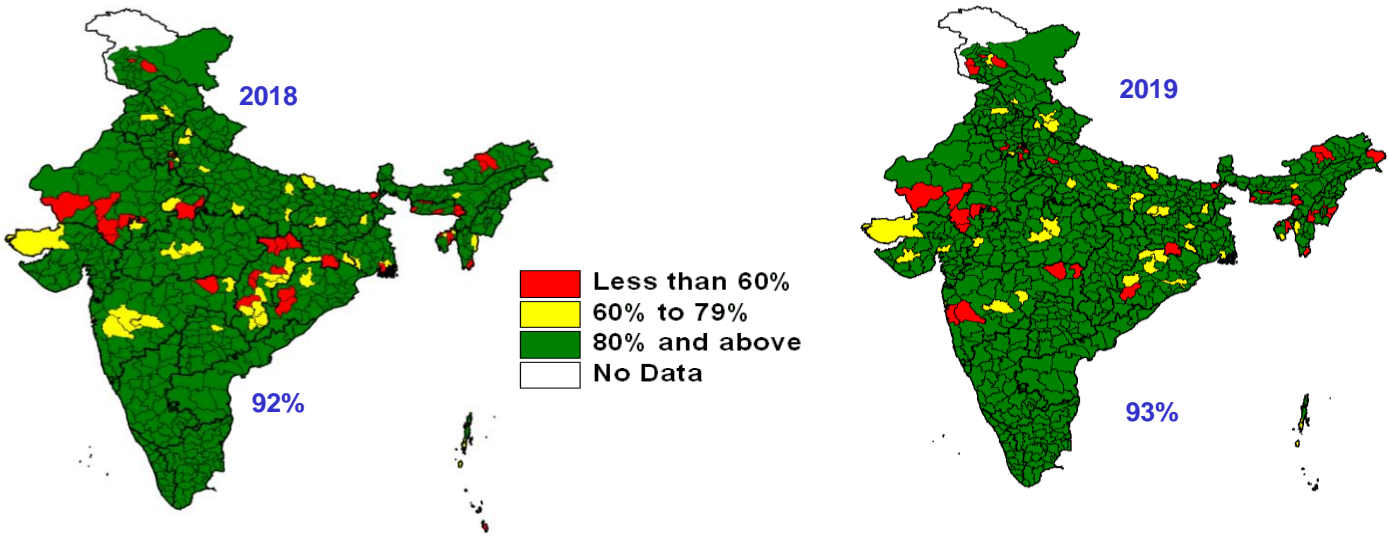 2018
2019
Less than 60%
60% to 79%
80% and above
No Data
92%
93%